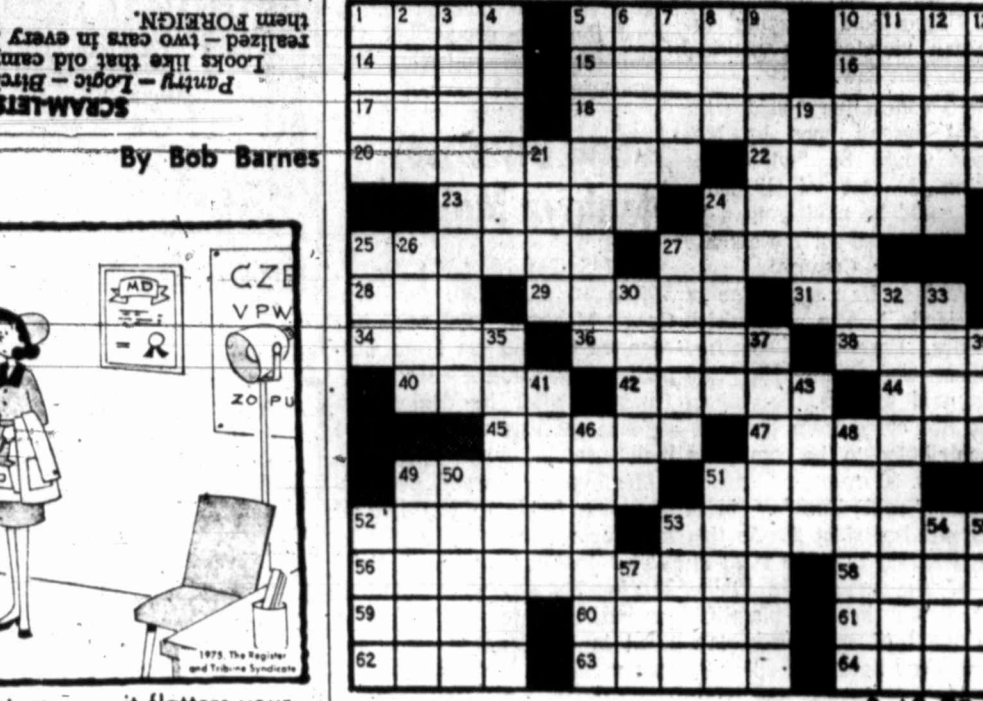 them FOREIGN.
realized — two cars in every
Looks like that old cam
Pantry — Logic — Birch
SCRAM-LETS
By Bob Barnes
MD
CZE
VPW
ZO PU
1975, The Register
and Tribune Syndicate
it flatters your
1 2 3 4 5 6 7 8 9 10 11 12 13
14 15 16
17 18 19
20 21 22
23 24
25 26 27
28 29 30 31 32 33
34 35 36 37 38 39
40 41 42 43 44
45 46 47 48
49 50 51
52 53 54
56 57 58
59 60 61
62 63 64